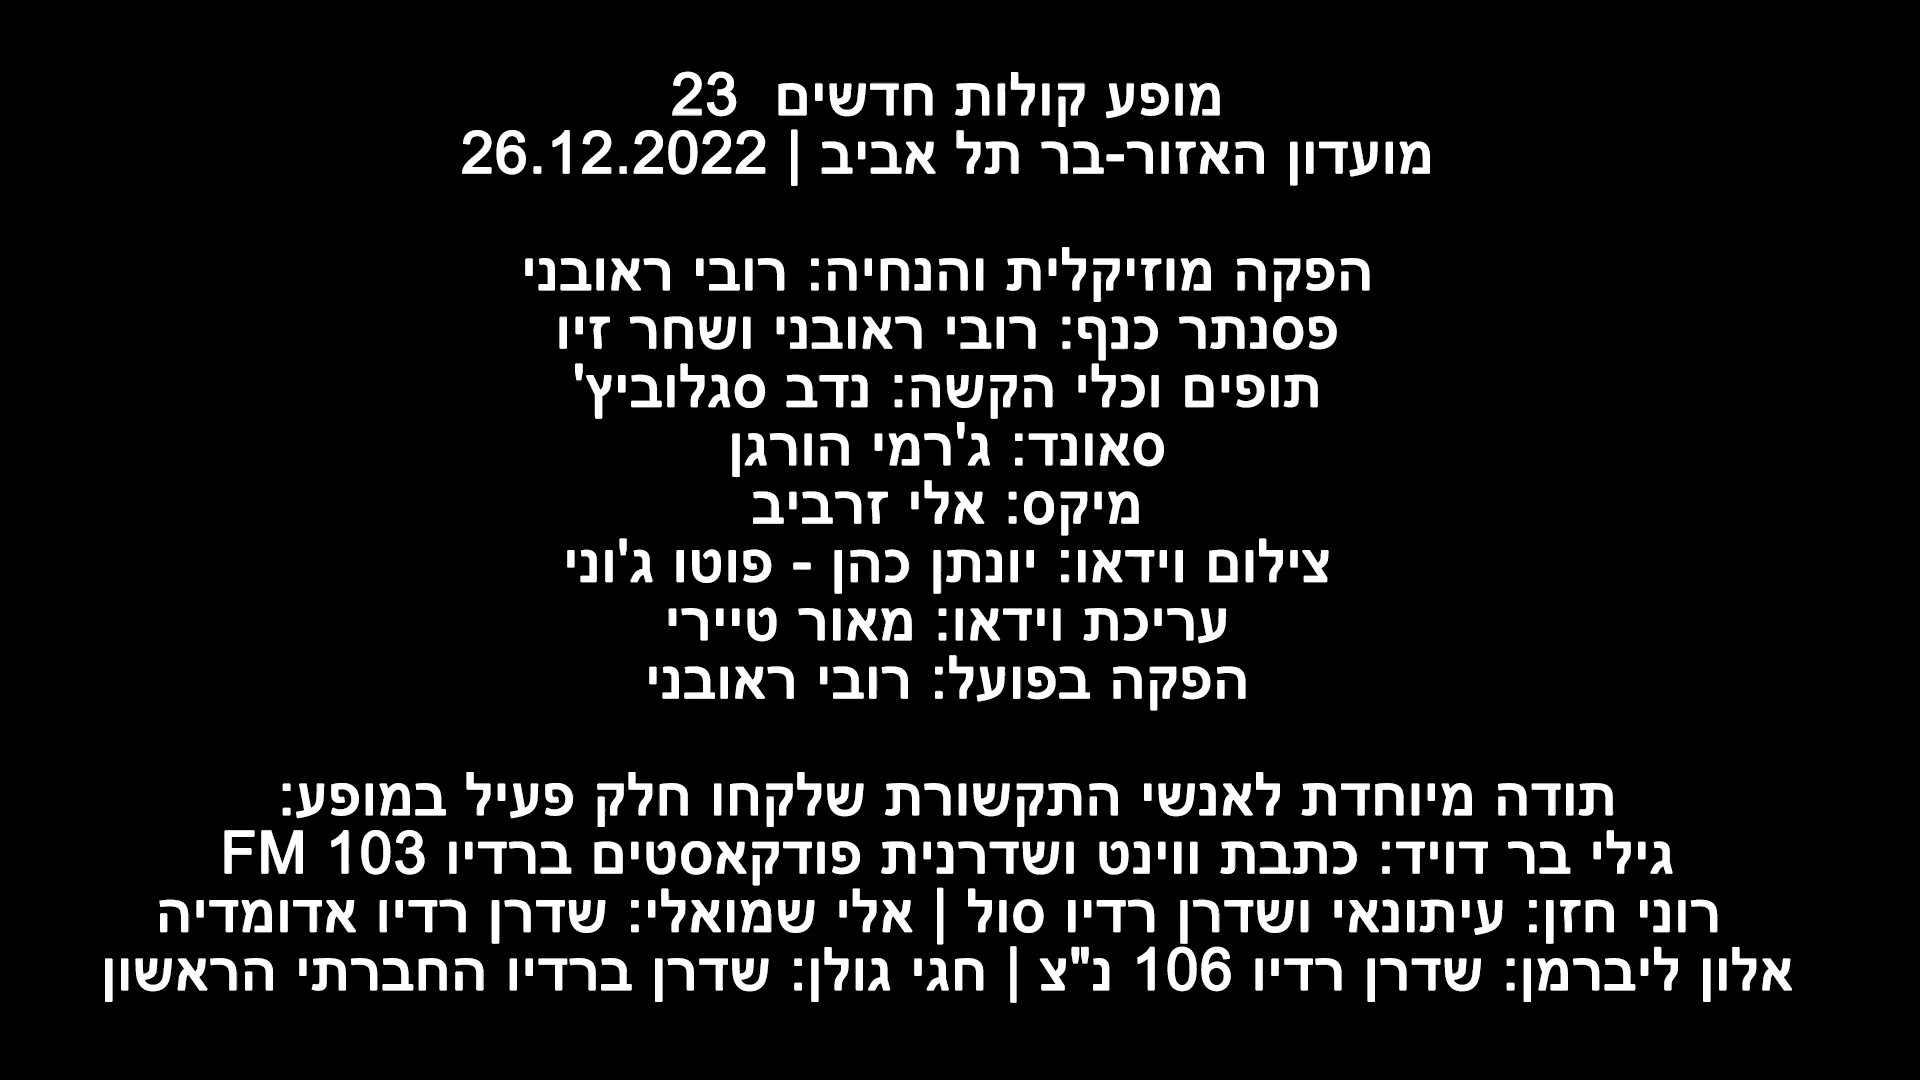 מופע קולות חדשים  23
מועדון האזור-בר תל אביב | 26.12.2022
הפקה מוזיקלית והנחיה: רובי ראובני
פסנתר כנף: רובי ראובני ושחר זיו
תופים וכלי הקשה: נדב סגלוביץ'
סאונד: ג'רמי הורגן
מיקס: אלי זרביב
צילום וידאו: יונתן כהן - פוטו ג'וני
עריכת וידאו: מאור טיירי
הפקה בפועל: רובי ראובני
תודה מיוחדת לאנשי התקשורת שלקחו חלק פעיל במופע:
גילי בר דויד: כתבת ווינט ושדרנית פודקאסטים ברדיו 103 FM
רוני חזן: עיתונאי ושדרן רדיו סול | אלי שמואלי: שדרן רדיו אדומדיה
אלון ליברמן: שדרן רדיו 106 נ"צ | חגי גולן: שדרן ברדיו החברתי הראשון